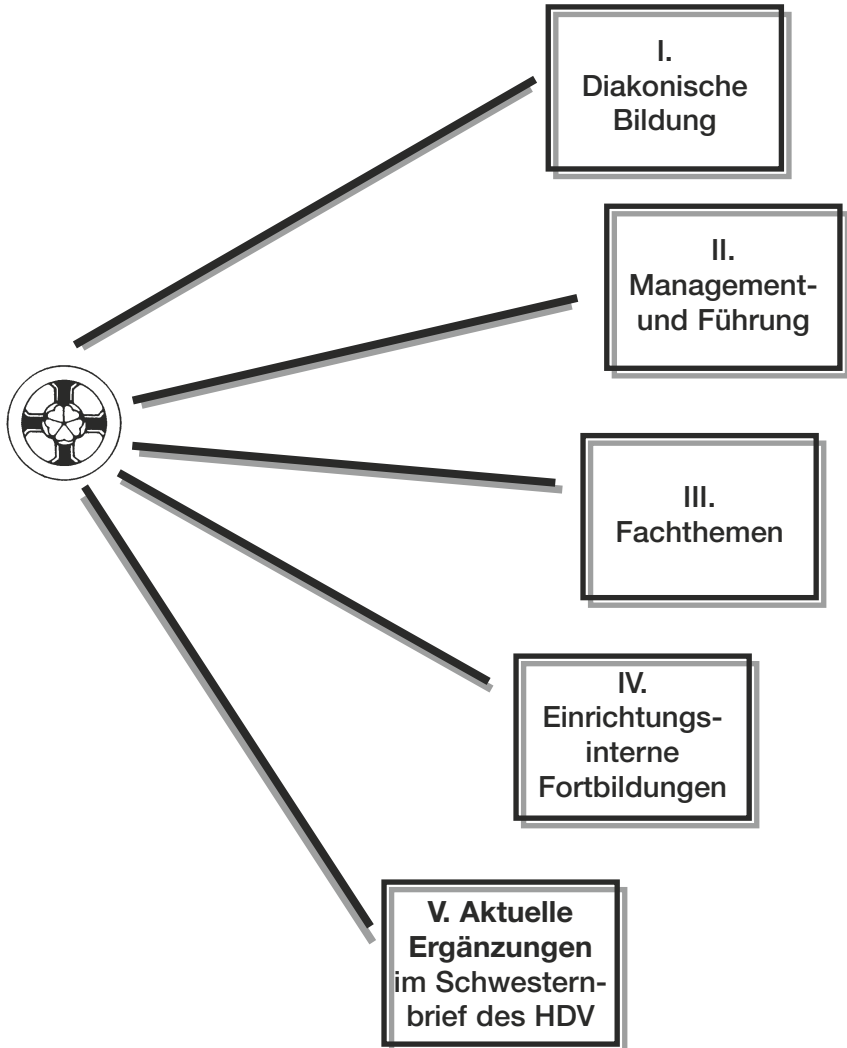 I.
Diakonische
Bildung
II.
Management-
und Führung
III.
Fachthemen
IV.
Einrichtungs-
interne
Fortbildungen
V. Aktuelle
Ergänzungen
im Schwestern-
brief des HDV